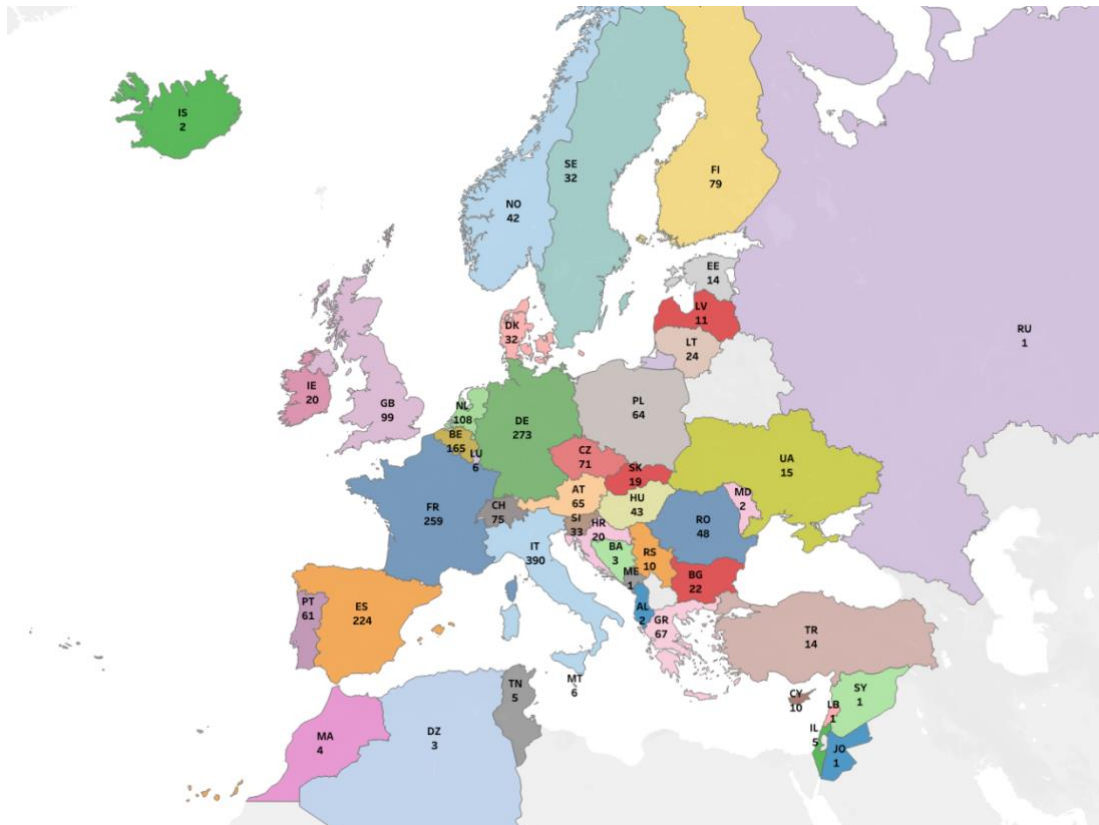 IS
2
SE
32
FI
79
NO
42
EE
14
LV
11
RU
1
DK
32
LT
24
IE
20
GB
99
NL
108
DE
273
PL
64
BE
165
LU
6
CZ
71
UA
15
SK
19
AT
65
MD
2
HU
43
CH
75
FR
259
SI
33
HR
20
RO
48
IT
390
BA
3
RS
10
ME
1
BG
22
PT
61
ES
224
AL
2
GR
67
TR
14
MT
6
TN
5
CY
10
SY
1
LB
1
MA
4
DZ
3
IL
5
JO
1